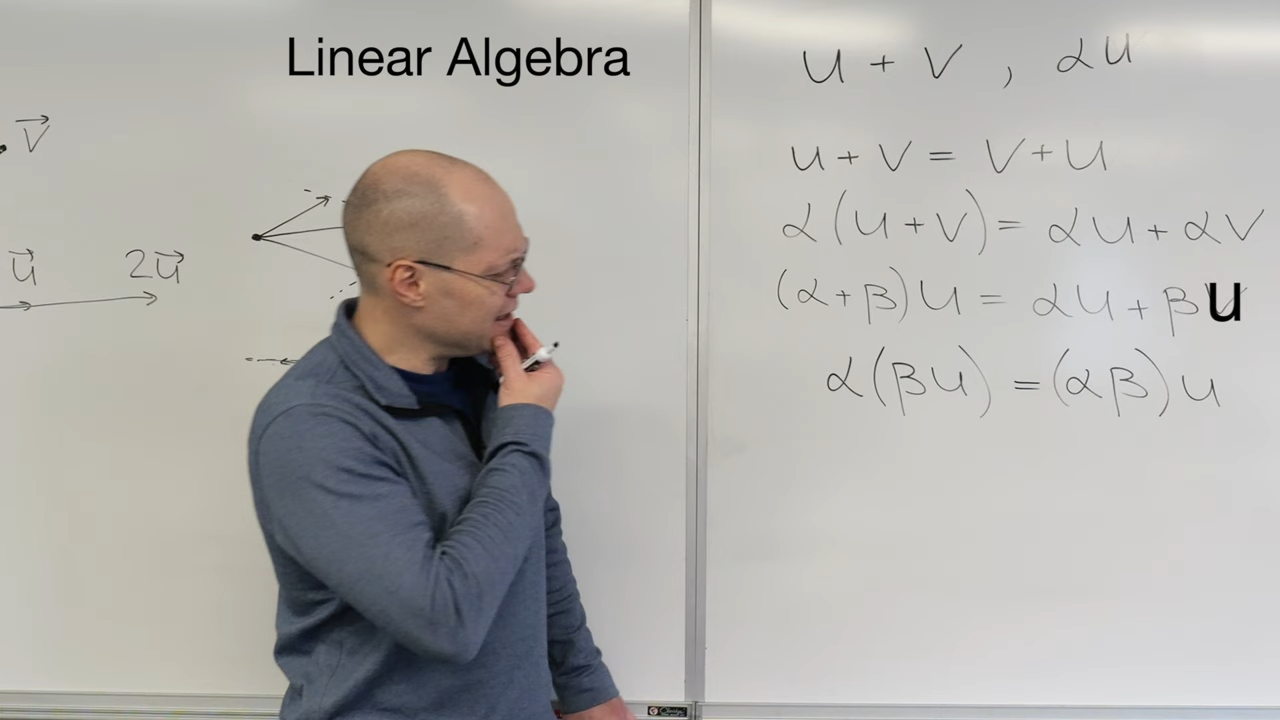 Linear Algebra
V⃗
u⃗ 2u⃗
u + v , αu
u + v = v + u
α(u + v) = αu + αv
(α + β)u = αu + βu
α(βu) = (αβ)u